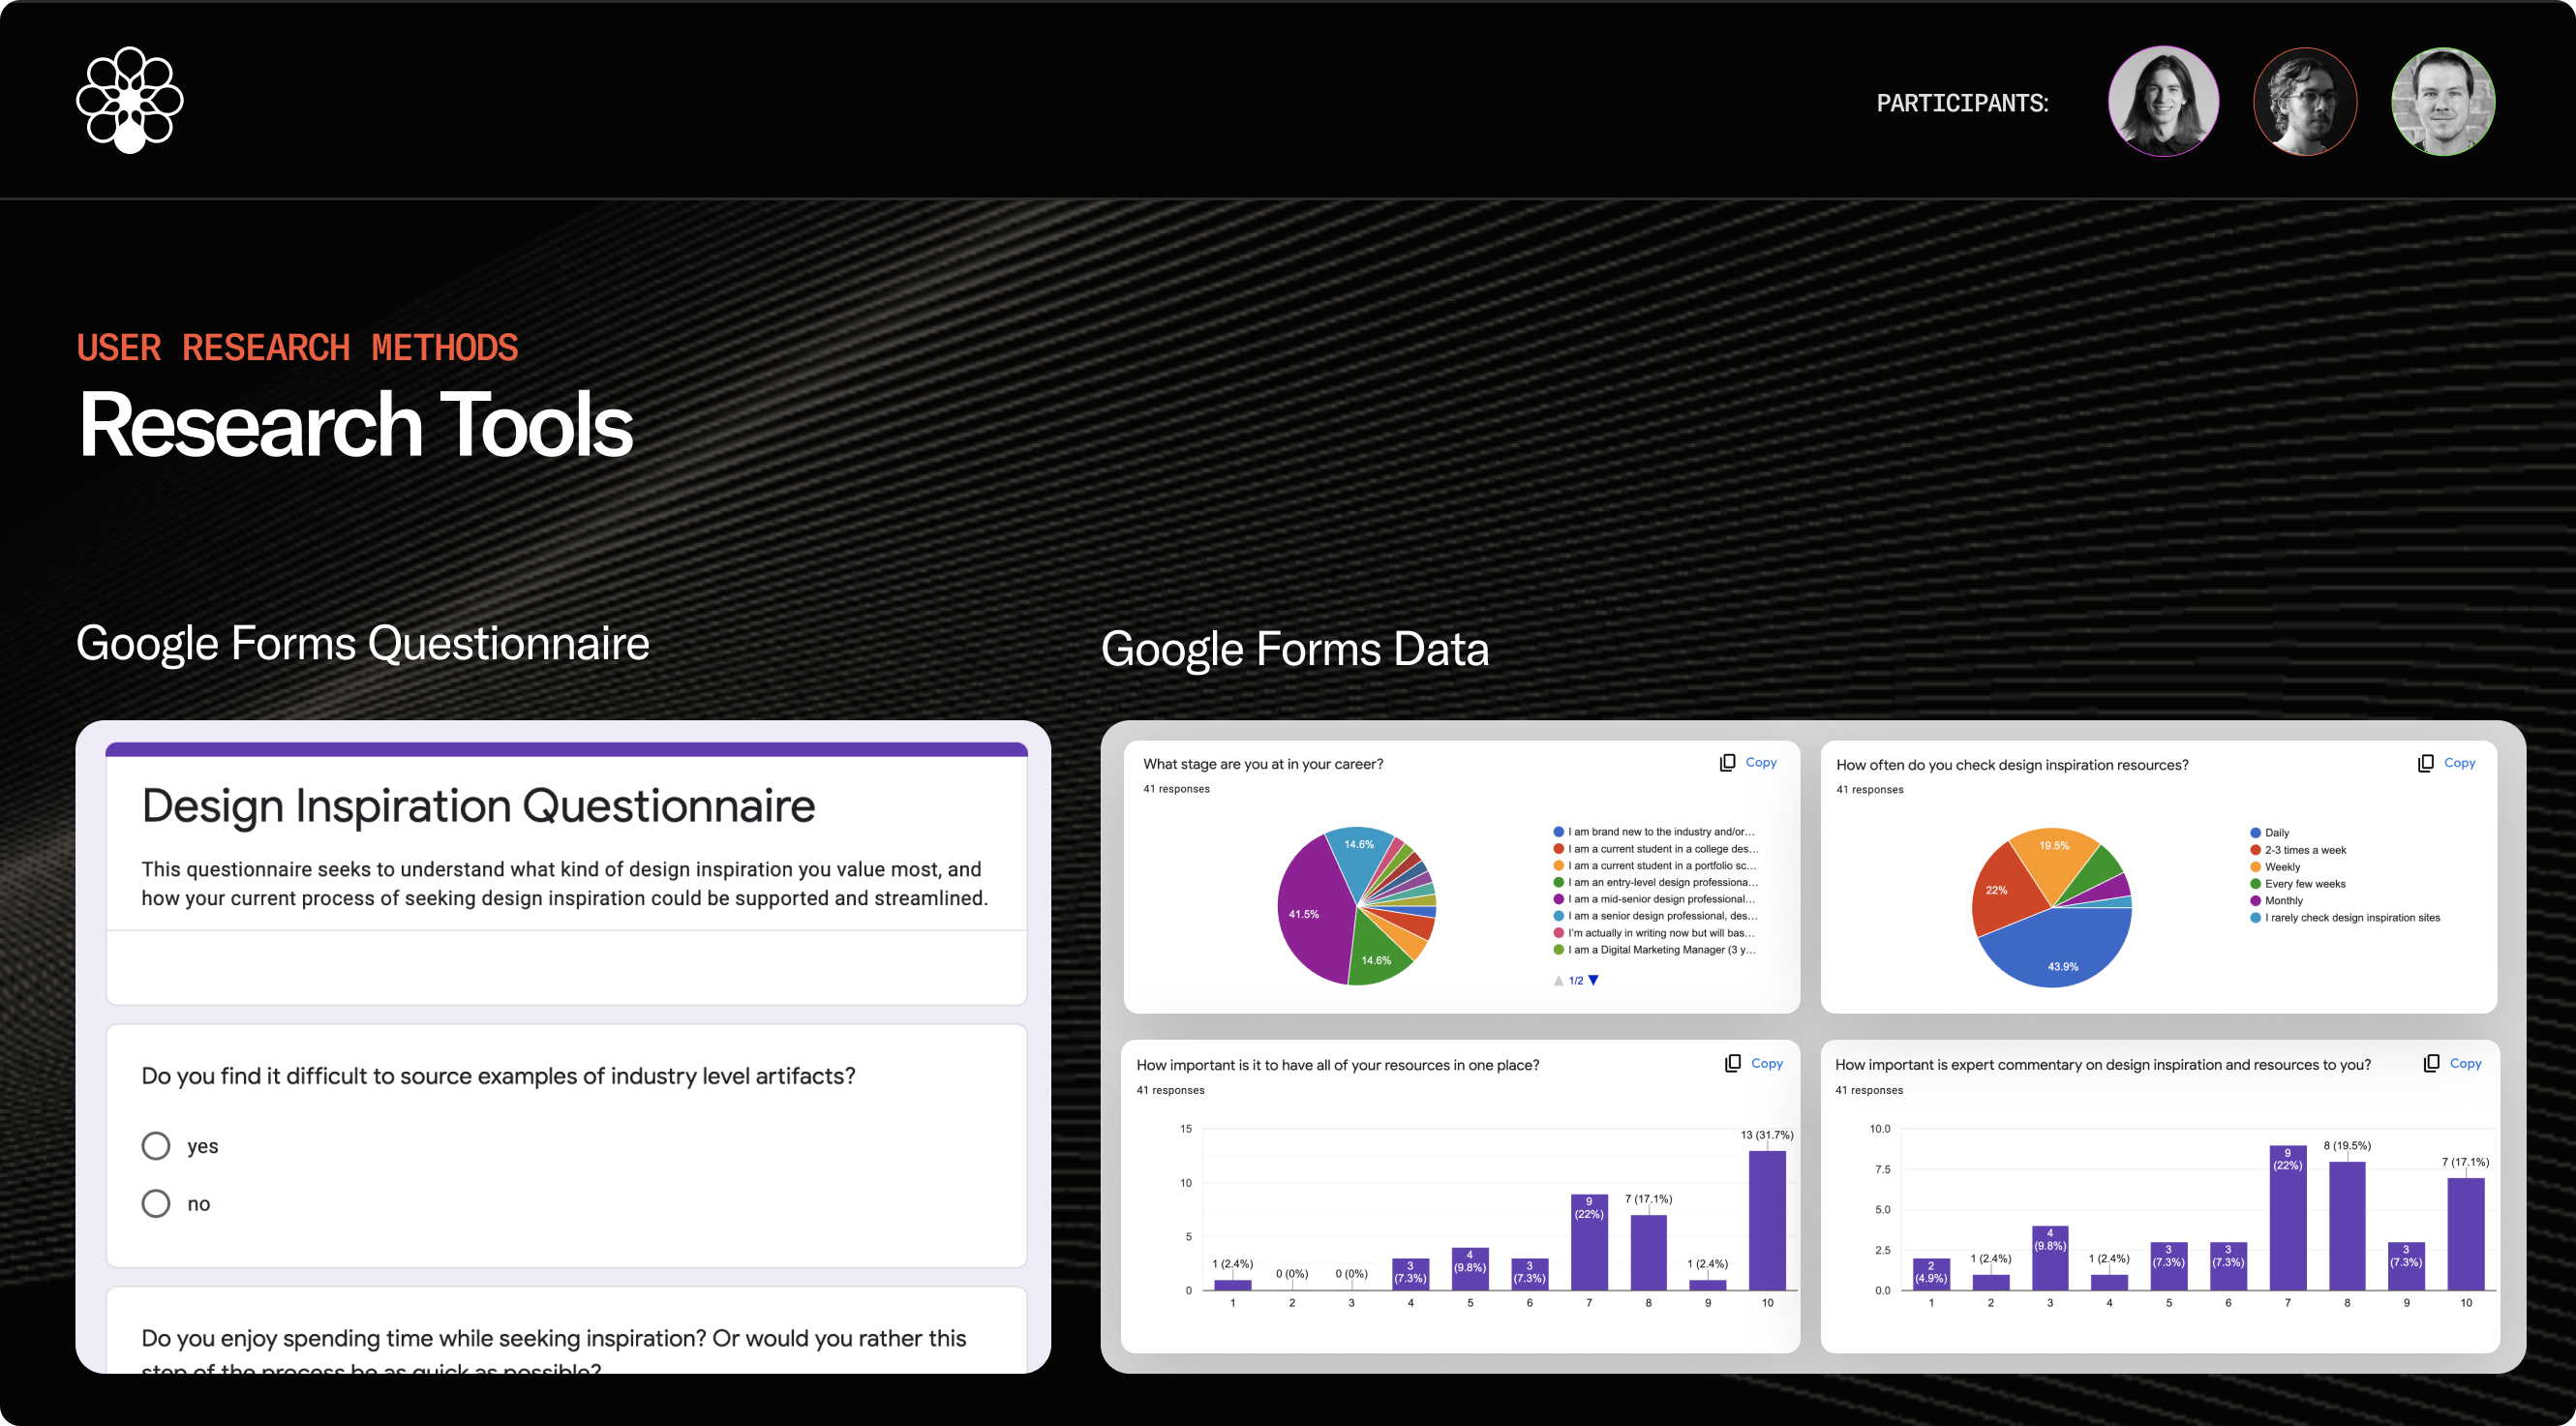 PARTICIPANTS:
USER RESEARCH METHODS
Research Tools
Google Forms Questionnaire
Design Inspiration Questionnaire
This questionnaire seeks to understand what kind of design inspiration you value most, and
how your current process of seeking design inspiration could be supported and streamlined.
Do you find it difficult to source examples of industry level artifacts?
yes
no
Do you enjoy spending time while seeking inspiration? Or would you rather this
step of the process be as quick as possible?
Google Forms Data
What stage are you at in your career?
Copy
41 responses
14.6%
41.5%
14.6%
I am brand new to the industry and/or...
I am a current student in a college des...
I am a current student in a portfolio sc...
I am an entry-level design professiona...
I am a mid-senior design professional...
I am a senior design professional, des...
I'm actually in writing now but will bas...
I am a Digital Marketing Manager (3 y...
1/2
How often do you check design inspiration resources?
Copy
41 responses
19.5%
22%
43.9%
Daily
2-3 times a week
Weekly
Every few weeks
Monthly
I rarely check design inspiration sites
How important is it to have all of your resources in one place?
Copy
41 responses
15
10
5
0
1 (2.4%)
0 (0%)
0 (0%)
3
(7.3%)
4
(9.8%)
3
(7.3%)
9
(22%)
7 (17.1%)
1 (2.4%)
13 (31.7%)
1 2 3 4 5 6 7 8 9 10
How important is expert commentary on design inspiration and resources to you?
Copy
41 responses
10.0
7.5
5.0
2.5
0.0
2
(4.9%)
1 (2.4%)
4
(9.8%)
1 (2.4%)
3
(7.3%)
3
(7.3%)
9
(22%)
8 (19.5%)
3
(7.3%)
7 (17.1%)
1 2 3 4 5 6 7 8 9 10